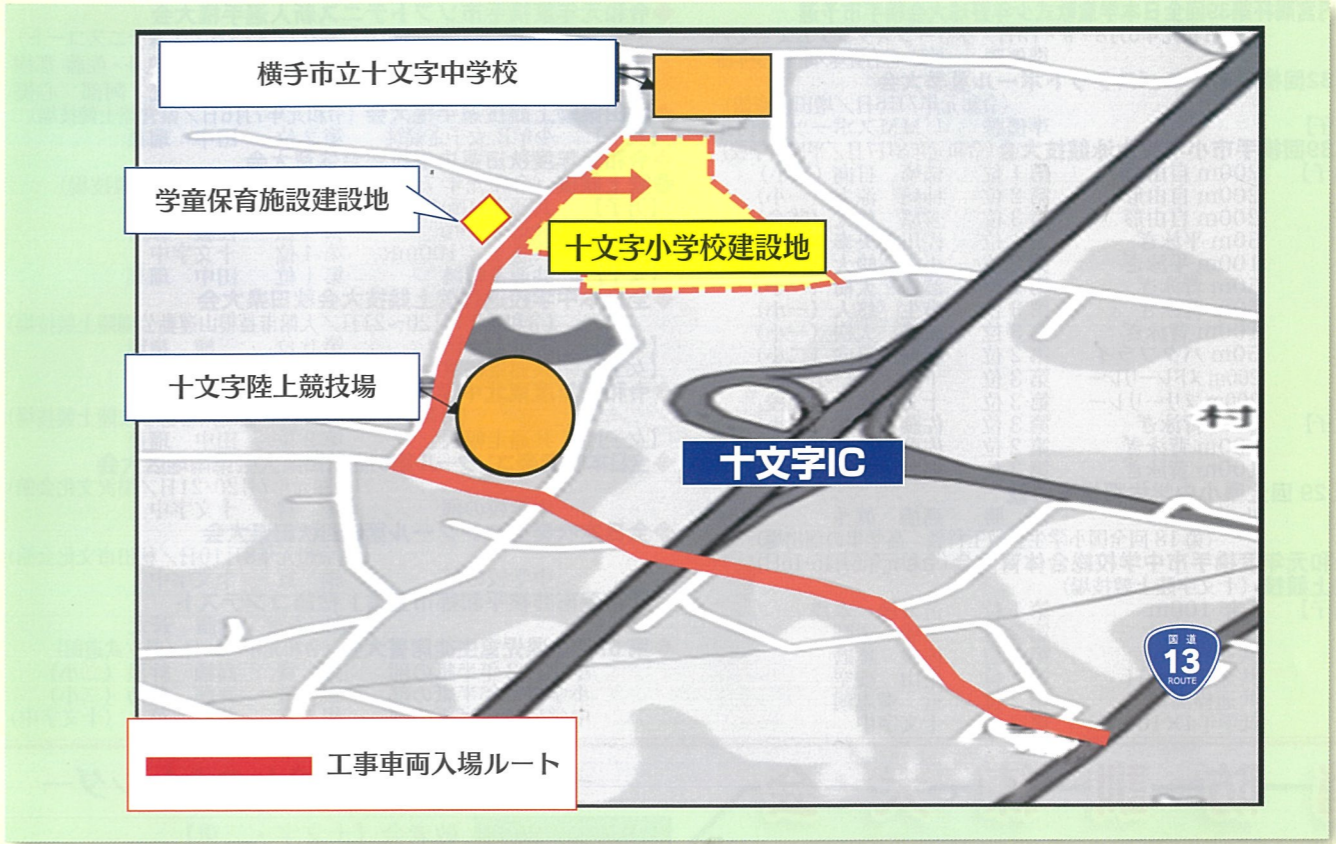 横手市立十文字中学校
学童保育施設建設地
十文字小学校建設地
十文字陸上競技場
村
十文字IC
国道
13
ROUTE
工事車両入場ルート